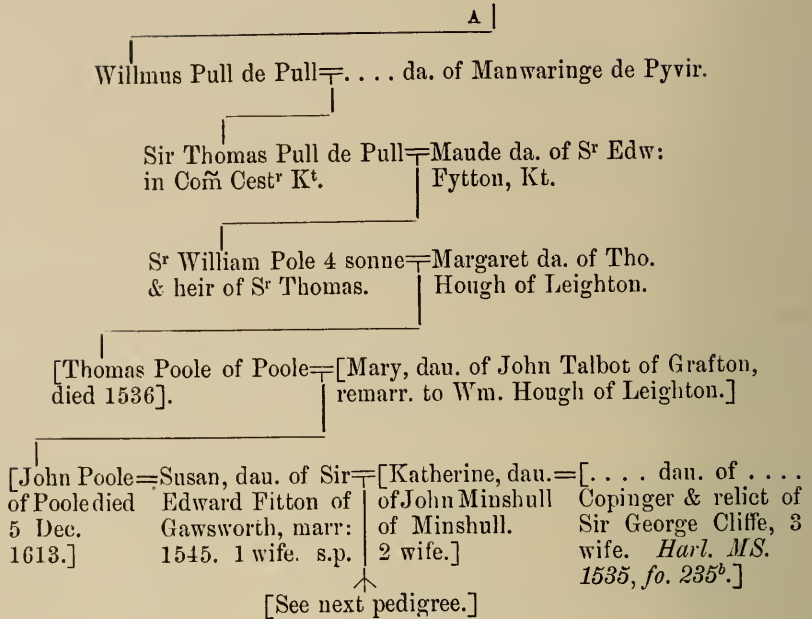 A
Willmus Pull de Pull=. . . . da. of Manwaringe de Pyvir.
Sir Thomas Pull de Pull=Maude da. of Sʳ Edw:
in Com̃ Cestʳ Kᵗ. Fytton, Kt.
Sʳ William Pole 4 sonne=Margaret da. of Tho.
& heir of Sʳ Thomas. Hough of Leighton.
[Thomas Poole of Poole=[Mary, dau. of John Talbot of Grafton,
died 1536]. remarr. to Wm. Hough of Leighton.]
[John Poole=Susan, dau. of Sir=[Katherine, dau.=[. . . . dau. of . . . .
of Poole died Edward Fitton of of John Minshull Copinger & relict of
5 Dec. Gawsworth, marr: of Minshull. Sir George Cliffe, 3
1613.] 1545. 1 wife. s.p. 2 wife.] wife. Harl. MS.
1535, fo. 235ᵇ.]
[See next pedigree.]